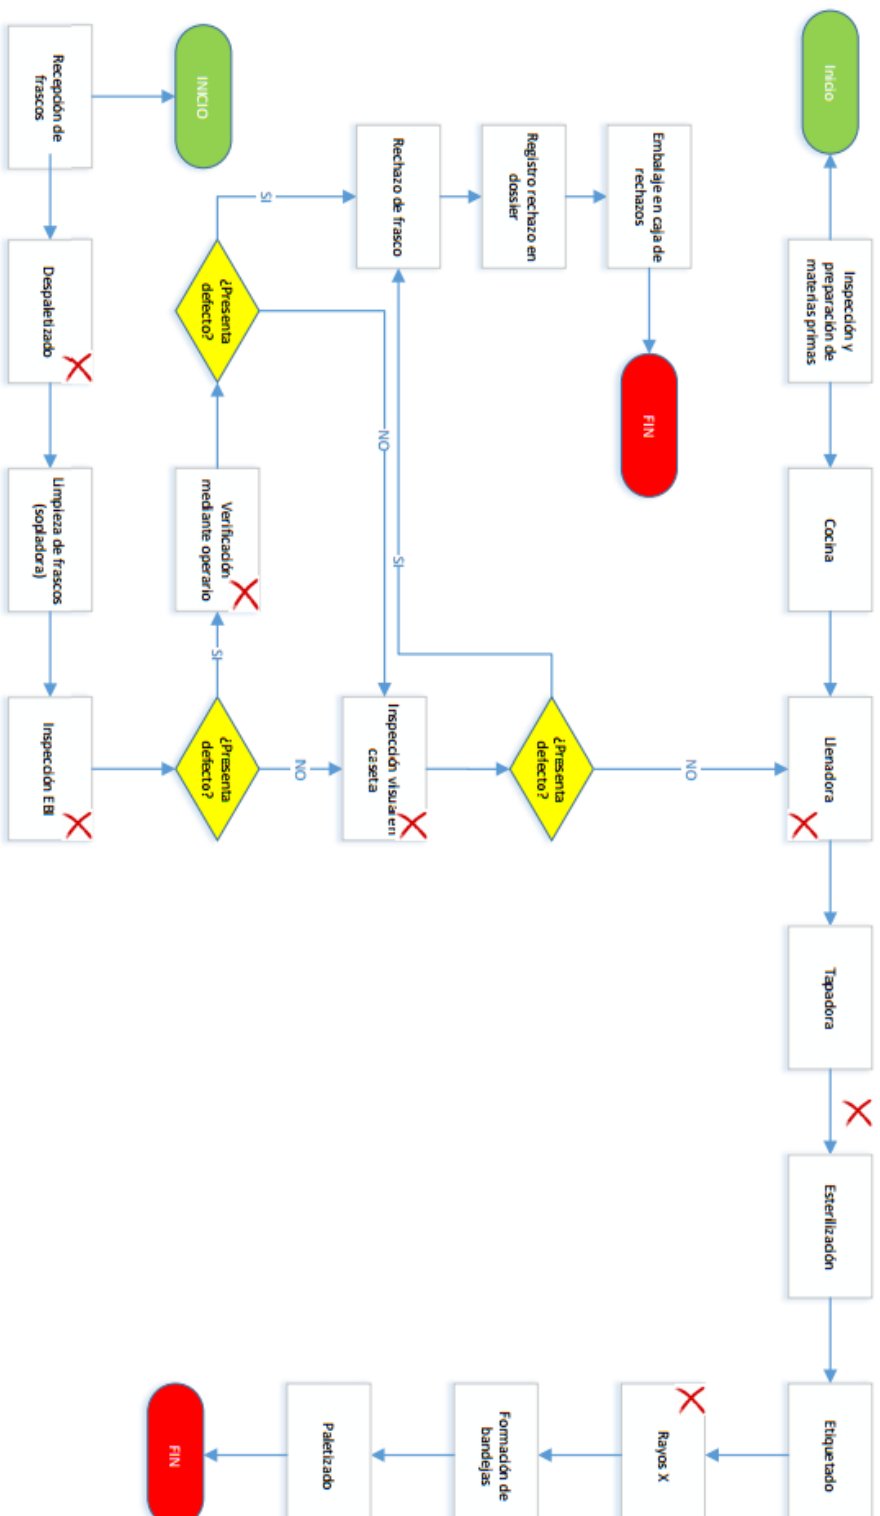 Inicio
Inspección y
preparación de
materias primas
Cocina
Llenadora
Tapadora
Esterilización
Etiquetado
Embalaje en caja de
rechazos
FIN
NO
Rayos X
Registro rechazo en
dossier
¿Presenta
defecto?
Formación de
bandejas
Rechazo de frasco
SI
NO
Inspección visual en
caseta
Paletizado
SI
NO
INICIO
¿Presenta
defecto?
Verificación
mediante operario
SI
¿Presenta
defecto?
FIN
Recepción de
frascos
Despaletizado
Limpieza de frascos
(sopladora)
Inspección EBI